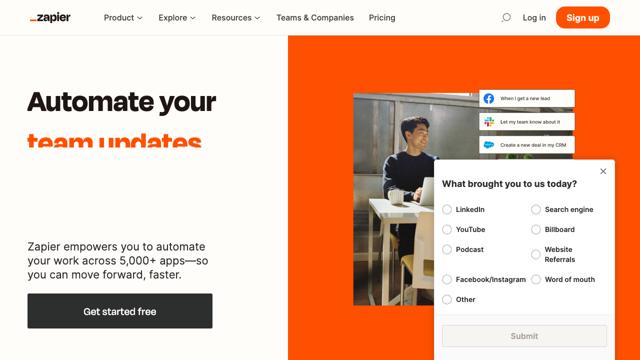 zapier
Product
Explore
Resources
Teams & Companies
Pricing
Log in
Sign up
Automate your
team updates
Zapier empowers you to automate
your work across 5,000+ apps—so
you can move forward, faster.
Get started free
When I get a new lead
Let my team know about it
Create a new deal in my CRM
What brought you to us today?
LinkedIn
Search engine
YouTube
Billboard
Podcast
Website
Referrals
Facebook/Instagram
Word of mouth
Other
Submit